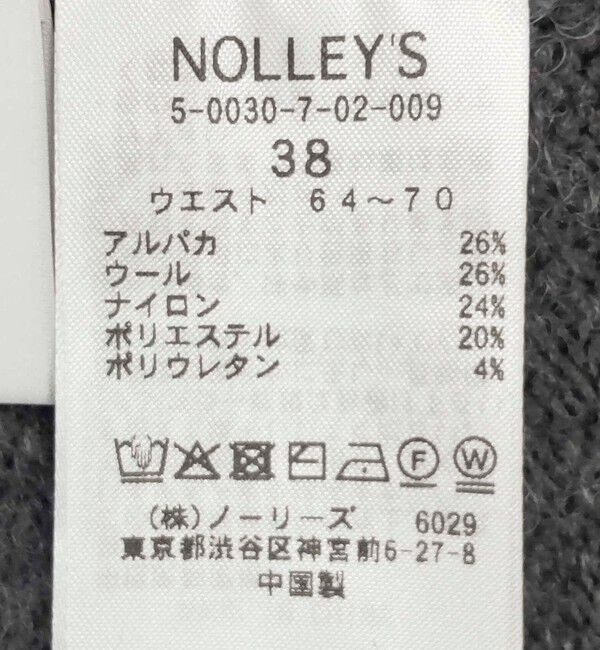 NOLLEY'S
5-0030-7-02-009
38
ウエスト 64～70
アルパカ 26%
ウール 26%
ナイロン 24%
ポリエステル 20%
ポリウレタン 4%
F W
(株)ノーリーズ 6029
東京都渋谷区神宮前6-27-8
中国製